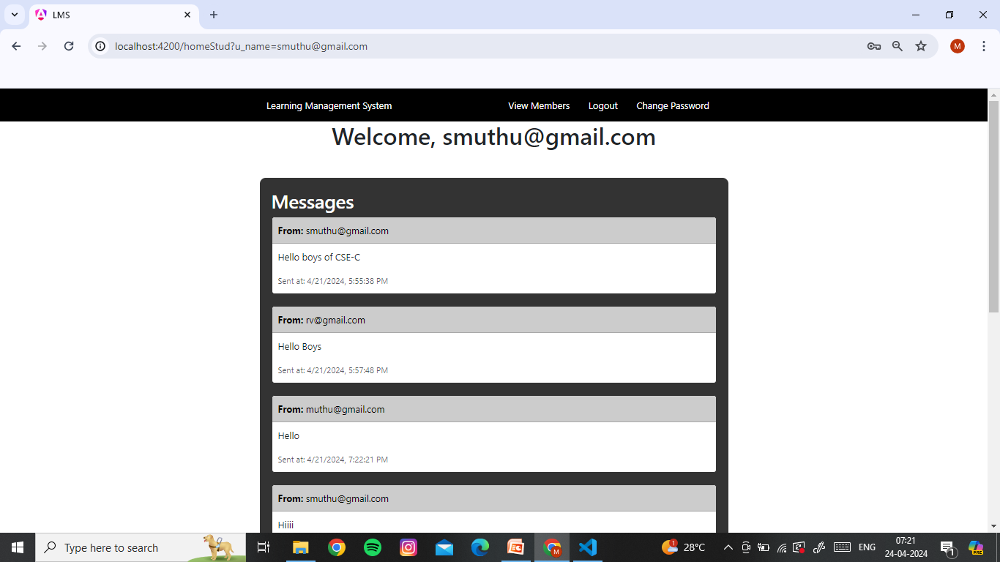 LMS
localhost:4200/homeStud?u_name=smuthu@gmail.com
M
Learning Management System View Members Logout Change Password
Welcome, smuthu@gmail.com
Messages
From: smuthu@gmail.com
Hello boys of CSE-C
Sent at: 4/21/2024, 5:55:38 PM
From: rv@gmail.com
Hello Boys
Sent at: 4/21/2024, 5:57:48 PM
From: muthu@gmail.com
Hello
Sent at: 4/21/2024, 7:22:21 PM
From: smuthu@gmail.com
Hiiii
Type here to search
M
1
28°C
ENG
07:21
24-04-2024
1
PRE